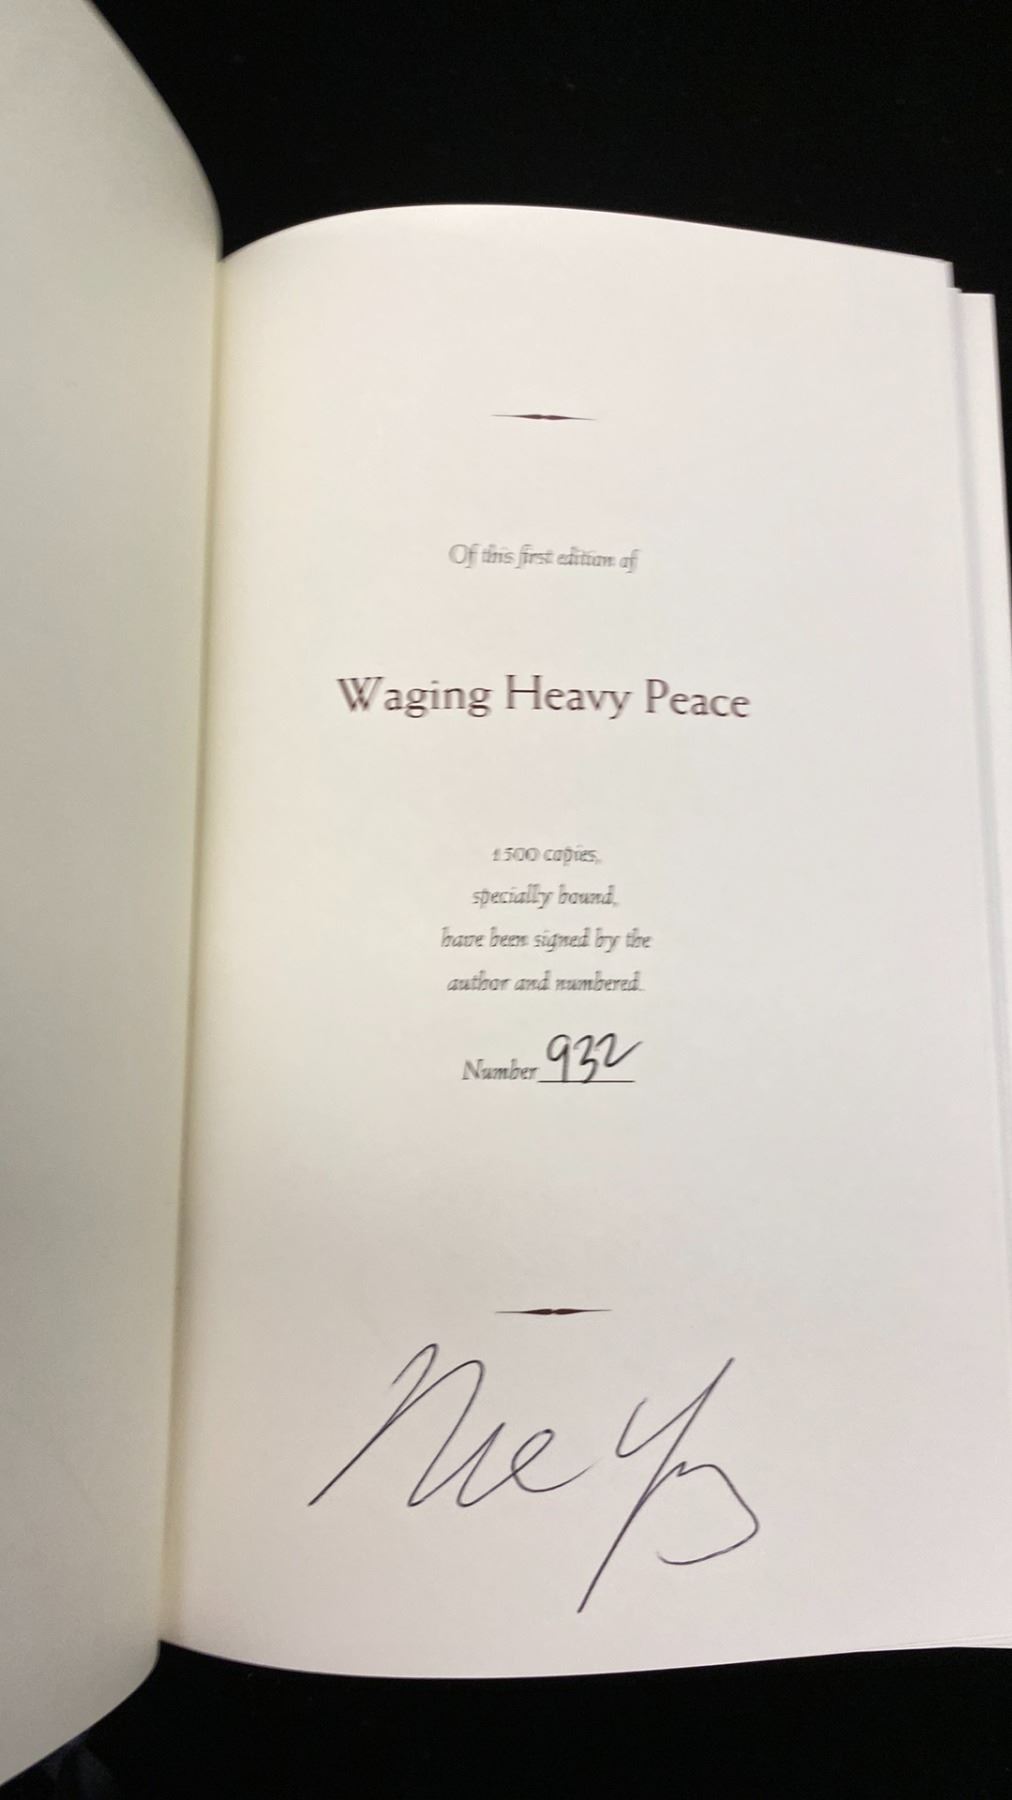 Of this first edition of
Waging Heavy Peace
1500 copies,
specially bound,
have been signed by the
author and numbered.
Number 932